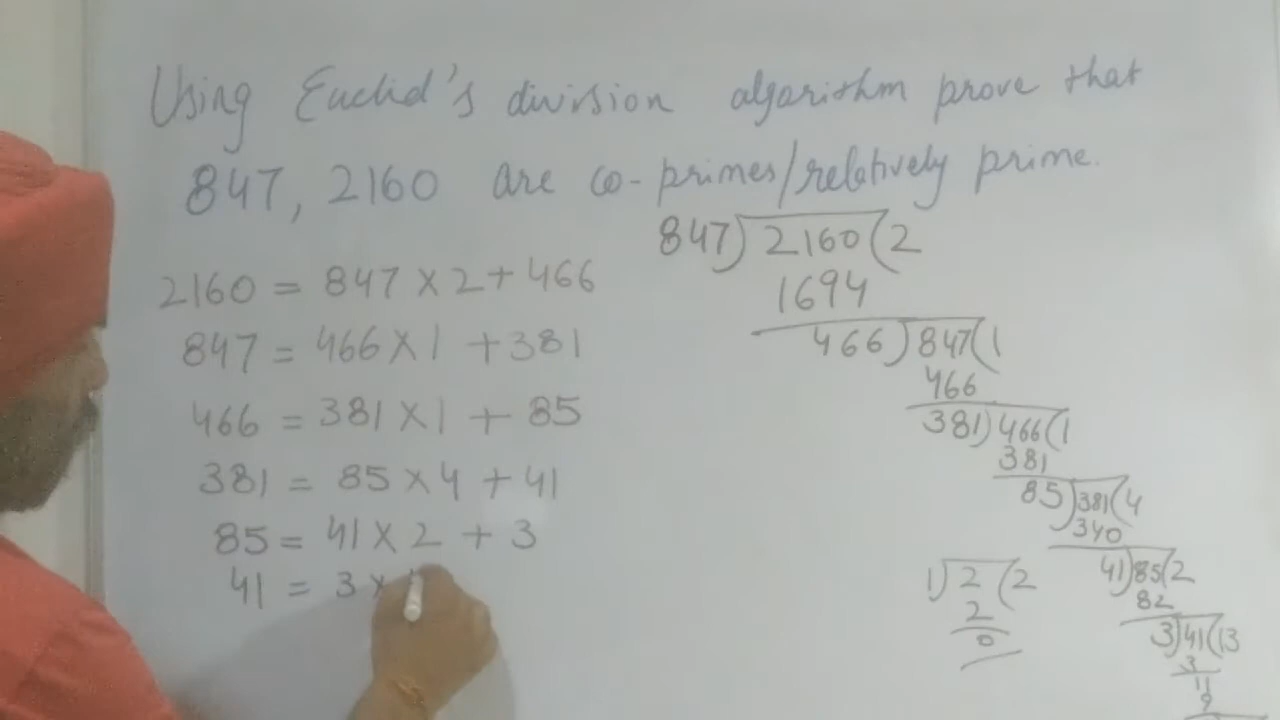 Using Euclid's division algorithm prove that
847, 2160 are co-primes/relatively prime.
2160 = 847 × 2 + 466
847 = 466 × 1 + 381
466 = 381 × 1 + 85
381 = 85 × 4 + 41
85 = 41 × 2 + 3
41 = 3 ×
847) 2160 (2
1694
466) 847 (1
466
381) 466 (1
381
85) 381 (4
340
41) 85 (2
82
3) 41 (13
3
11
9
1) 2 (2
2
0